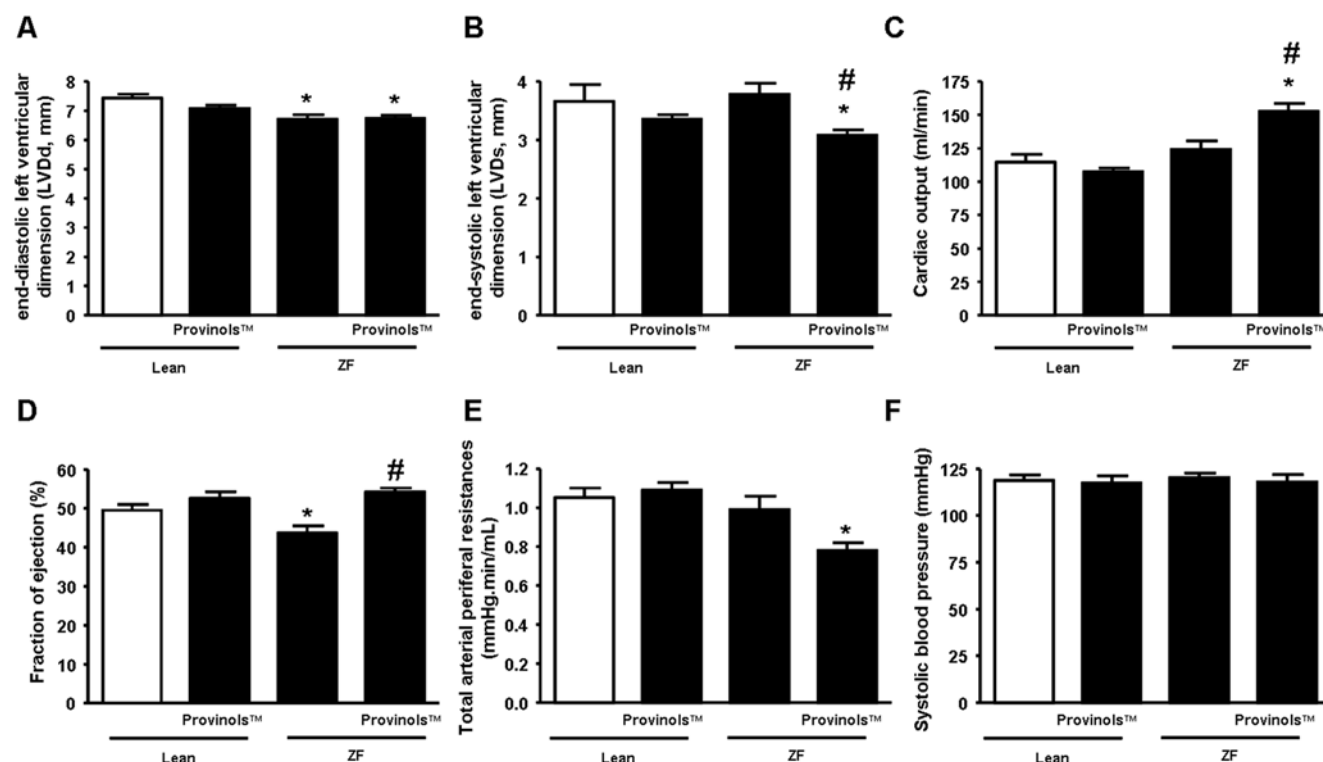 A
end-diastolic left ventricular
dimension (LVDd, mm)
8
7
6
5
4
3
2
1
0
*
*
Provinols™
Provinols™
Lean
ZF
B
end-systolic left ventricular
dimension (LVDs, mm)
4
3
2
1
0
#
*
Provinols™
Provinols™
Lean
ZF
C
Cardiac output (ml/min)
175
150
125
100
75
50
25
0
#
*
Provinols™
Provinols™
Lean
ZF
D
Fraction of ejection (%)
60
50
40
30
20
10
0
*
#
Provinols™
Provinols™
Lean
ZF
E
Total arterial periferal resistances
(mmHg.min/mL)
1.2
1.0
0.8
0.6
0.4
0.2
0.0
*
Provinols™
Provinols™
Lean
ZF
F
Systolic blood pressure (mmHg)
125
100
75
50
25
0
Provinols™
Provinols™
Lean
ZF